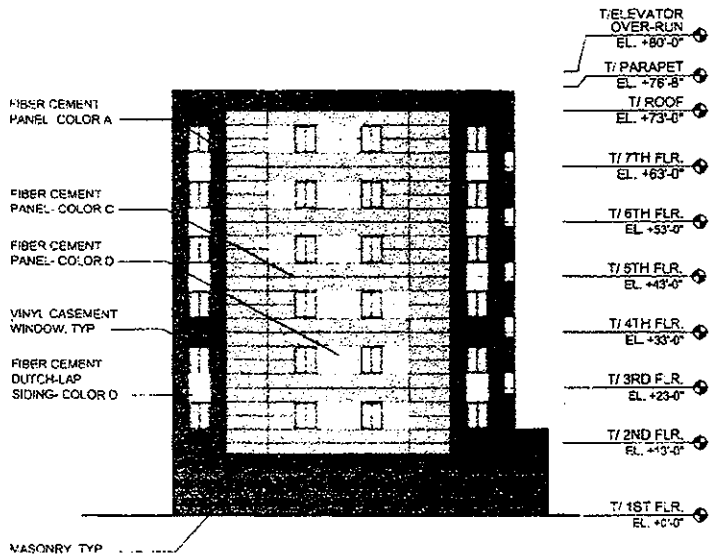 T/ELEVATOR
OVER-RUN
EL. +80'-0"
T/ PARAPET
EL. +76'-8"
T/ ROOF
EL. +73'-0"
T/ 7TH FLR.
EL. +63'-0"
T/ 6TH FLR.
EL. +53'-0"
T/ 5TH FLR.
EL. +43'-0"
T/ 4TH FLR.
EL. +33'-0"
T/ 3RD FLR.
EL. +23-0"
T/ 2ND FLR.
EL. +13'-0"
T/ 1ST FLR.
EL. +0'-0"
FIBER CEMENT
PANEL- COLOR A
FIBER CEMENT
PANEL- COLOR C
FIBER CEMENT
PANEL- COLOR D
VINYL CASEMENT
WINDOW, TYP
FIBER CEMENT
DUTCH-LAP
SIDING- COLOR D
MASONRY, TYP